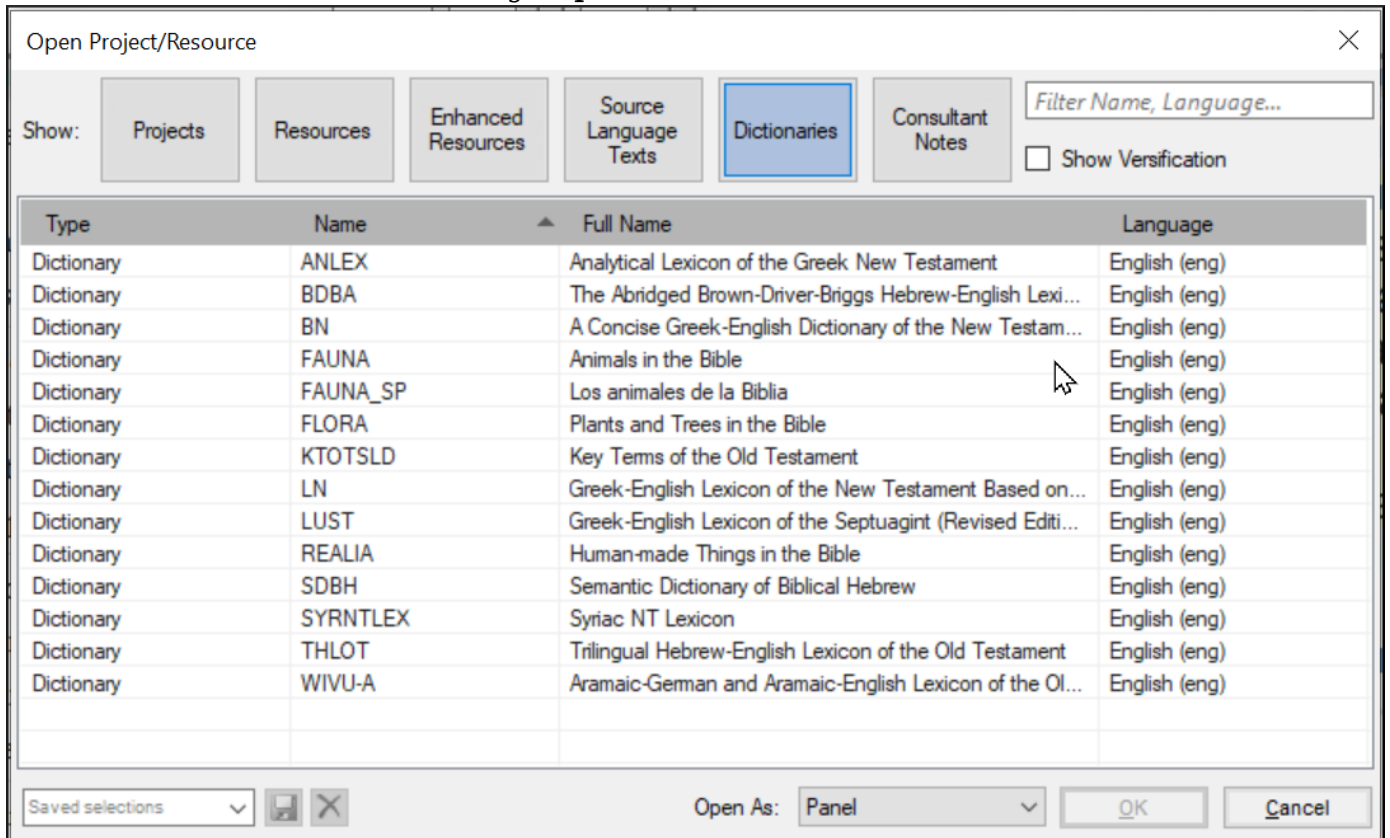 Open Project/Resource
Show:
Projects
Resources
Enhanced
Resources
Source
Language
Texts
Dictionaries
Consultant
Notes
Filter Name, Language...
Show Versification
Type Name Full Name Language
Dictionary ANLEX Analytical Lexicon of the Greek New Testament English (eng)
Dictionary BDBA The Abridged Brown-Driver-Briggs Hebrew-English Lexi... English (eng)
Dictionary BN A Concise Greek-English Dictionary of the New Testam... English (eng)
Dictionary FAUNA Animals in the Bible English (eng)
Dictionary FAUNA_SP Los animales de la Biblia English (eng)
Dictionary FLORA Plants and Trees in the Bible English (eng)
Dictionary KTOTSLD Key Terms of the Old Testament English (eng)
Dictionary LN Greek-English Lexicon of the New Testament Based on... English (eng)
Dictionary LUST Greek-English Lexicon of the Septuagint (Revised Editi... English (eng)
Dictionary REALIA Human-made Things in the Bible English (eng)
Dictionary SDBH Semantic Dictionary of Biblical Hebrew English (eng)
Dictionary SYRNTLEX Syriac NT Lexicon English (eng)
Dictionary THLOT Trilingual Hebrew-English Lexicon of the Old Testament English (eng)
Dictionary WIVU-A Aramaic-German and Aramaic-English Lexicon of the Ol... English (eng)
Saved selections
Open As: Panel
OK
Cancel